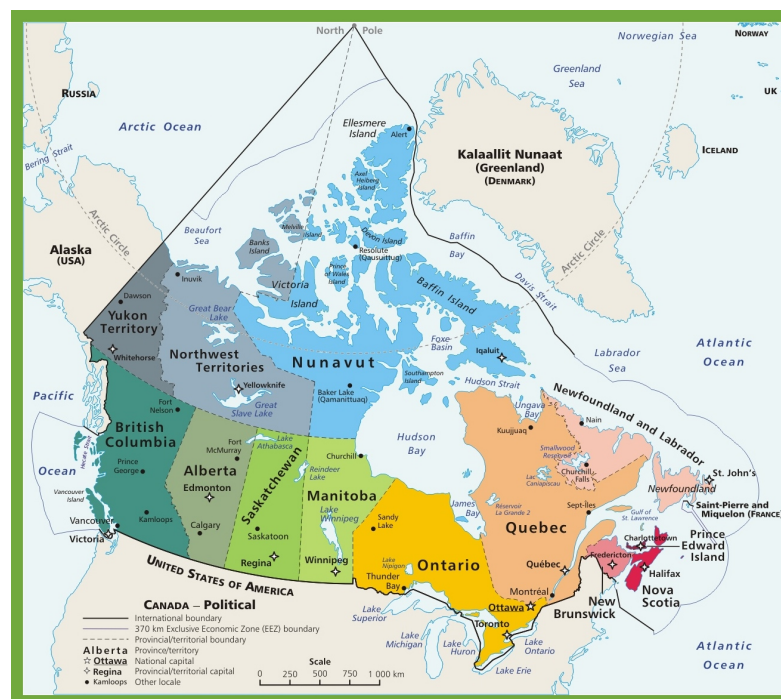 North Pole
Norwegian Sea
NORWAY
RUSSIA
Greenland
Sea
UK
Arctic Ocean
Ellesmere
Island
Alert
ICELAND
Bering Strait
Kalaallit Nunaat
(Greenland)
(DENMARK)
Axel
Heiberg
Island
Arctic Circle
Beaufort
Sea
Melville
Island
Devon Island
Baffin
Bay
Arctic Circle
Alaska
(USA)
Banks
Island
Resolute
(Qausuittuq)
Prince
of Wales
Island
Davis Strait
Inuvik
Victoria
Island
Baffin Island
Dawson
Great Bear
Lake
Yukon
Territory
Foxe
Basin
Atlantic
Ocean
Whitehorse
Northwest
Territories
Nunavut
Iqaluit
Labrador
Sea
Yellowknife
Baker Lake
(Qamanittuaq)
Southampton
Island
Hudson Strait
Pacific
Ocean
Fort
Nelson
Great
Slave Lake
Ungava
Bay
Newfoundland and Labrador
British
Columbia
Fort
McMurray
Lake
Athabasca
Hudson
Bay
Kuujjuaq
Nain
Hecate Strait
Prince
George
Alberta
Edmonton
Saskatchewan
Reindeer
Lake
Churchill
Smallwood
Reservoir
Churchill
Falls
St. John's
Lac
Caniapiscau
Newfoundland
Vancouver
Island
Kamloops
Manitoba
James
Bay
Réservoir
La Grande 2
Sept-Îles
Saint-Pierre and
Miquelon (FRANCE)
Vancouver
Victoria
Calgary
Saskatoon
Lake
Winnipeg
Sandy
Lake
Quebec
Gulf of
St. Lawrence
Charlottetown
Prince
Edward
Island
Regina
Winnipeg
Ontario
Lake
Nipigon
Québec
Fredericton
Halifax
UNITED STATES OF AMERICA
Thunder
Bay
Montréal
New
Brunswick
Nova
Scotia
Ottawa
Toronto
Lake
Superior
Lake
Michigan
Lake
Huron
Lake
Ontario
Lake Erie
Atlantic
Ocean
CANADA – Political
International boundary
370 km Exclusive Economic Zone (EEZ) boundary
Provincial/territorial boundary
Alberta Province/territory
Ottawa National capital
Regina Provincial/territorial capital
Kamloops Other locale
Scale
0 250 500 750 1 000 km